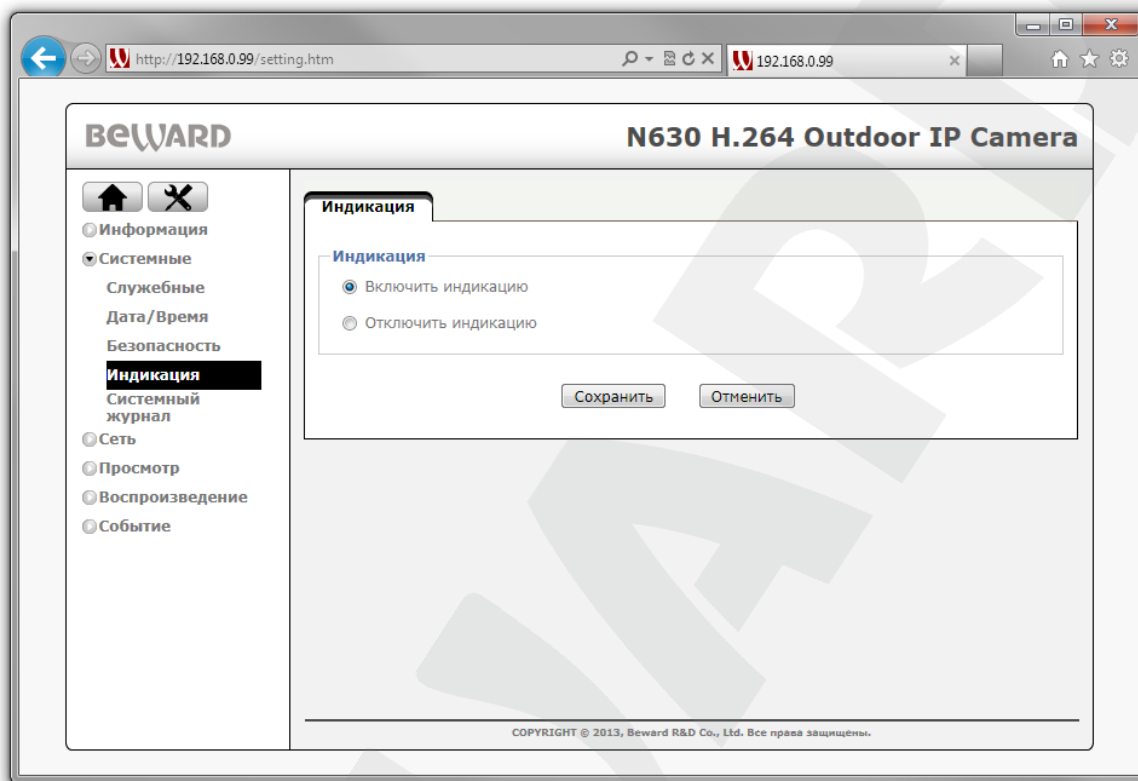 http://192.168.0.99/setting.htm
192.168.0.99
BEWARD
N630 H.264 Outdoor IP Camera
Информация
Системные
Служебные
Дата/Время
Безопасность
Индикация
Системный
журнал
Сеть
Просмотр
Воспроизведение
Событие
Индикация
Индикация
Включить индикацию
Отключить индикацию
Сохранить
Отменить
COPYRIGHT © 2013, Beward R&D Co., Ltd. Все права защищены.